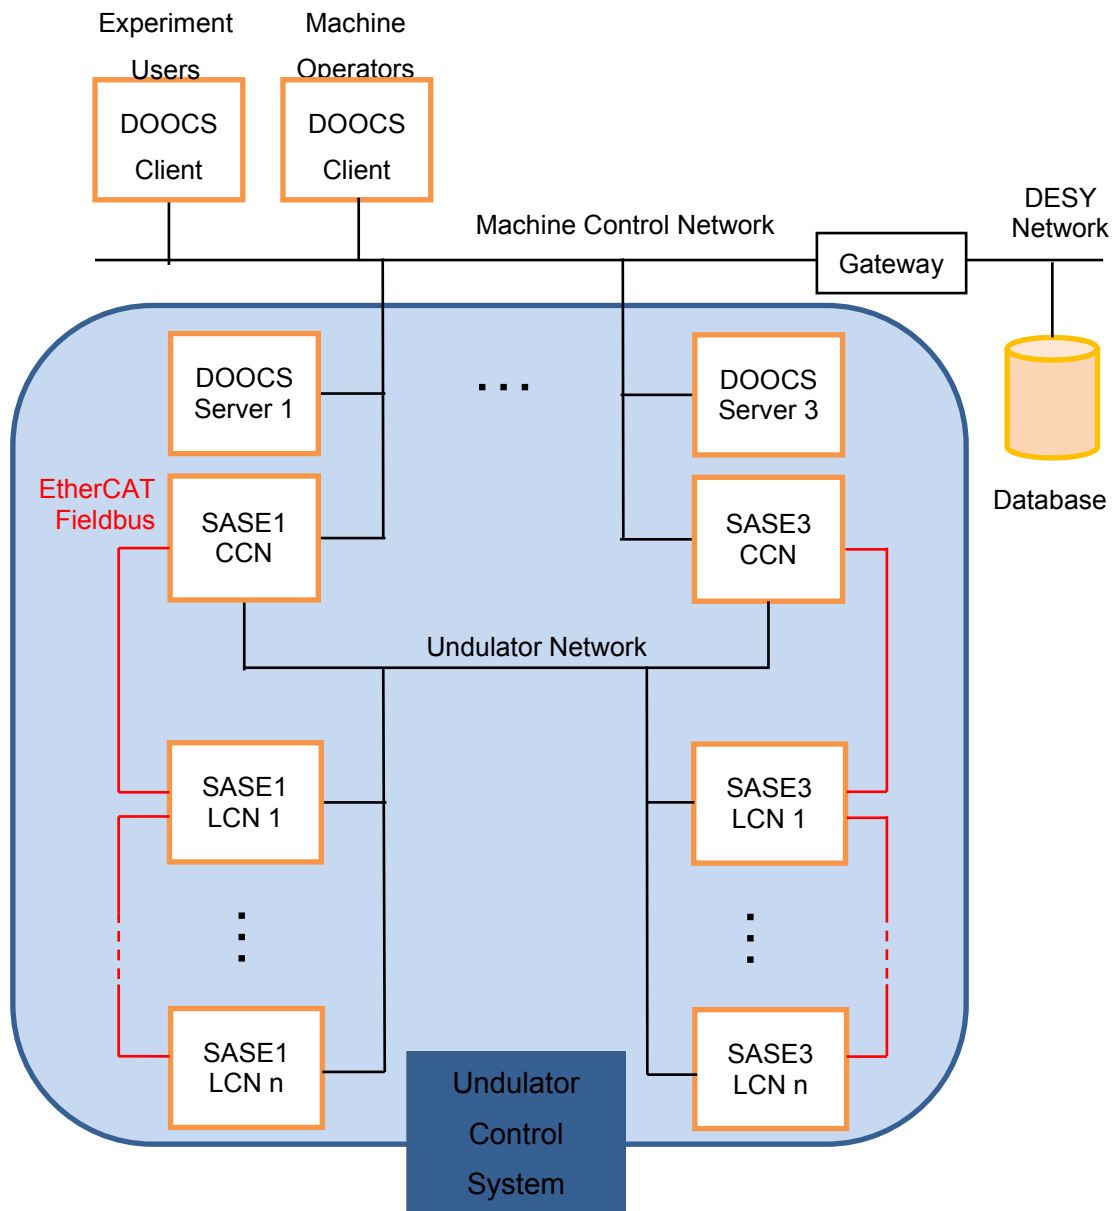 Experiment
Users
Machine
Operators
DOOCS
Client
DOOCS
Client
Machine Control Network
DESY
Network
Gateway
DOOCS
Server 1
...
DOOCS
Server 3
EtherCAT
Fieldbus
SASE1
CCN
SASE3
CCN
Database
Undulator Network
SASE1
LCN 1
SASE3
LCN 1
SASE1
LCN n
SASE3
LCN n
Undulator
Control
System